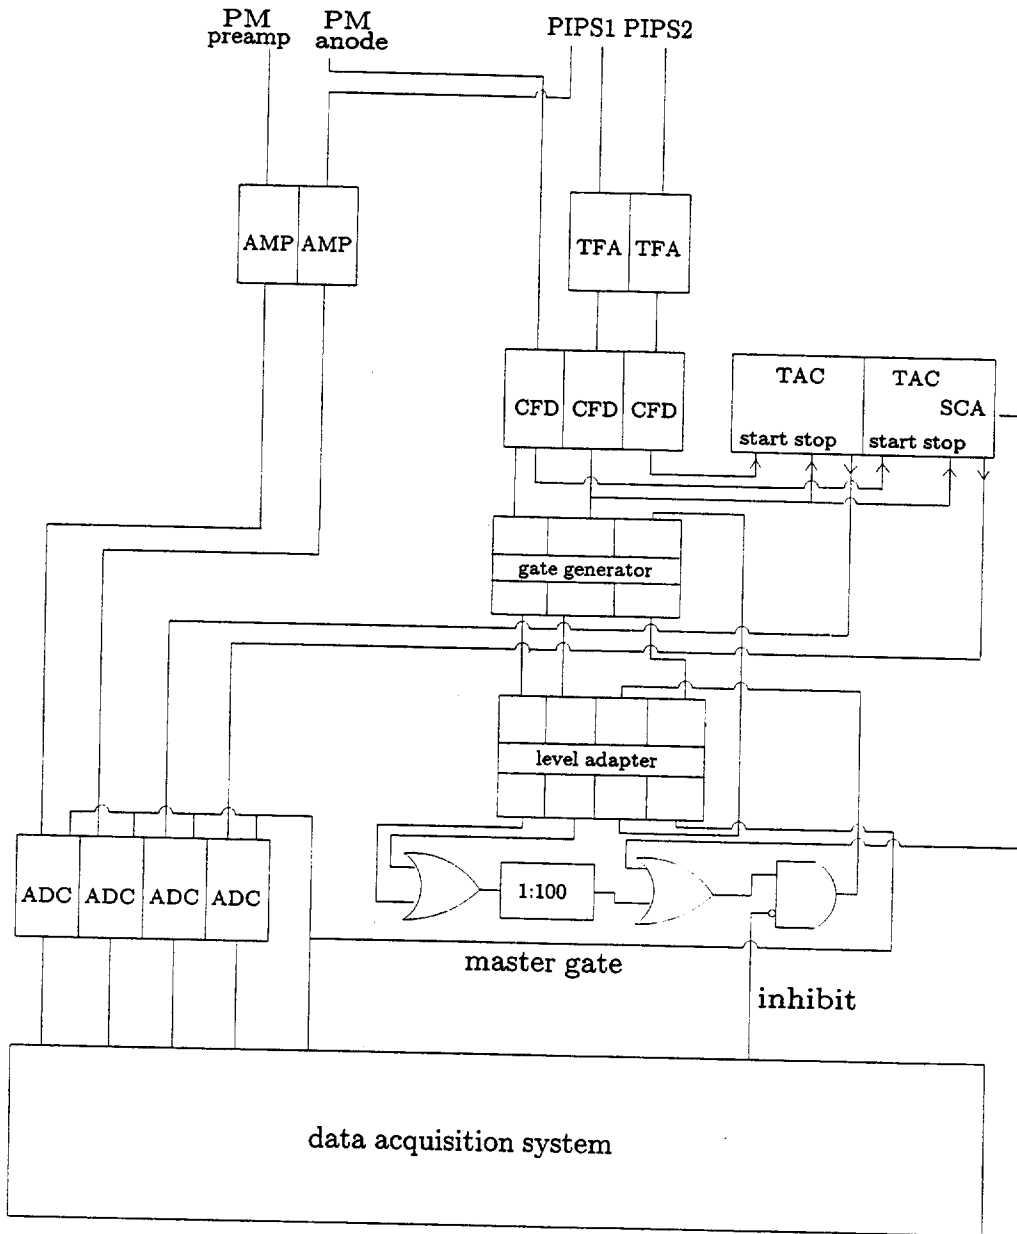 PM
preamp
PM
anode
PIPS1 PIPS2
AMP AMP
TFA TFA
CFD CFD CFD
TAC
TAC
SCA
start stop start stop
gate generator
level adapter
ADC ADC ADC ADC
1:100
master gate
inhibit
data acquisition system